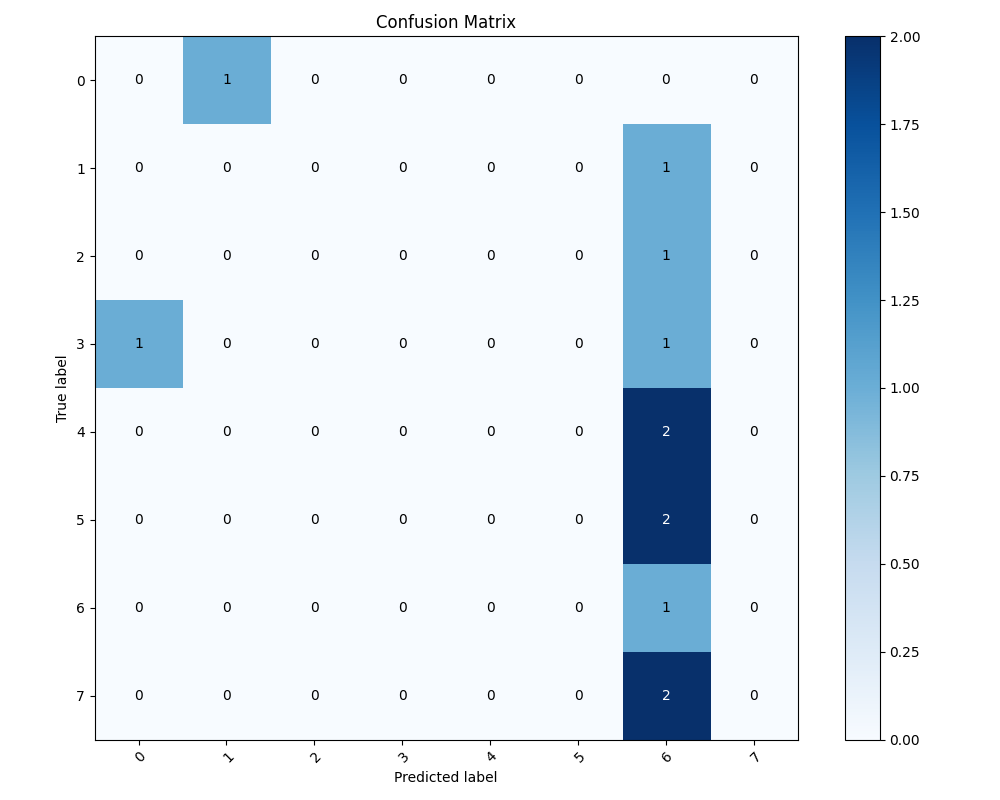 Confusion Matrix
0 0 1 0 0 0 0 0 0
1 0 0 0 0 0 0 1 0
2 0 0 0 0 0 0 1 0
3 1 0 0 0 0 0 1 0
4 0 0 0 0 0 0 2 0
5 0 0 0 0 0 0 2 0
6 0 0 0 0 0 0 1 0
7 0 0 0 0 0 0 2 0
0 1 2 3 4 5 6 7
True label
Predicted label
2.00
1.75
1.50
1.25
1.00
0.75
0.50
0.25
0.00